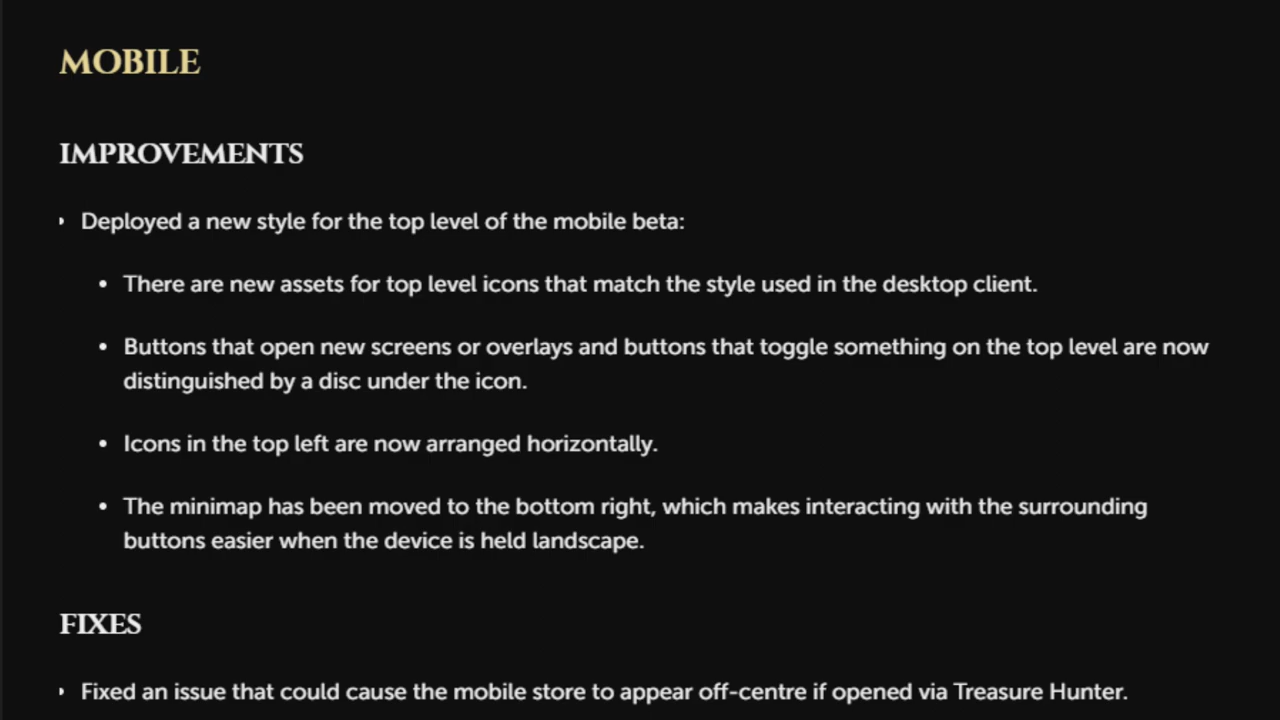 MOBILE
IMPROVEMENTS
Deployed a new style for the top level of the mobile beta:
There are new assets for top level icons that match the style used in the desktop client.
Buttons that open new screens or overlays and buttons that toggle something on the top level are now
distinguished by a disc under the icon.
Icons in the top left are now arranged horizontally.
The minimap has been moved to the bottom right, which makes interacting with the surrounding
buttons easier when the device is held landscape.
FIXES
Fixed an issue that could cause the mobile store to appear off-centre if opened via Treasure Hunter.